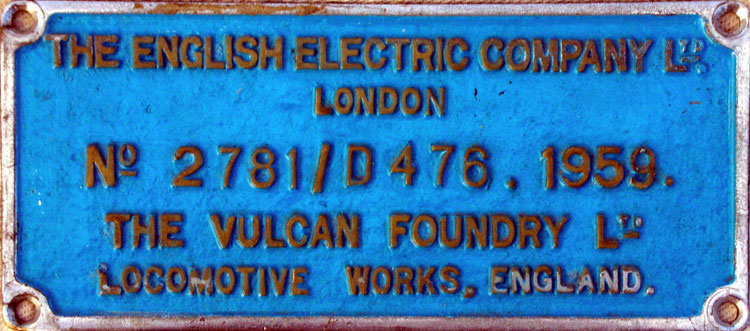 THE ENGLISH ELECTRIC COMPANY LTD.
LONDON
Nº 2781/D476. 1959.
THE VULCAN FOUNDRY LTD
LOCOMOTIVE WORKS, ENGLAND.